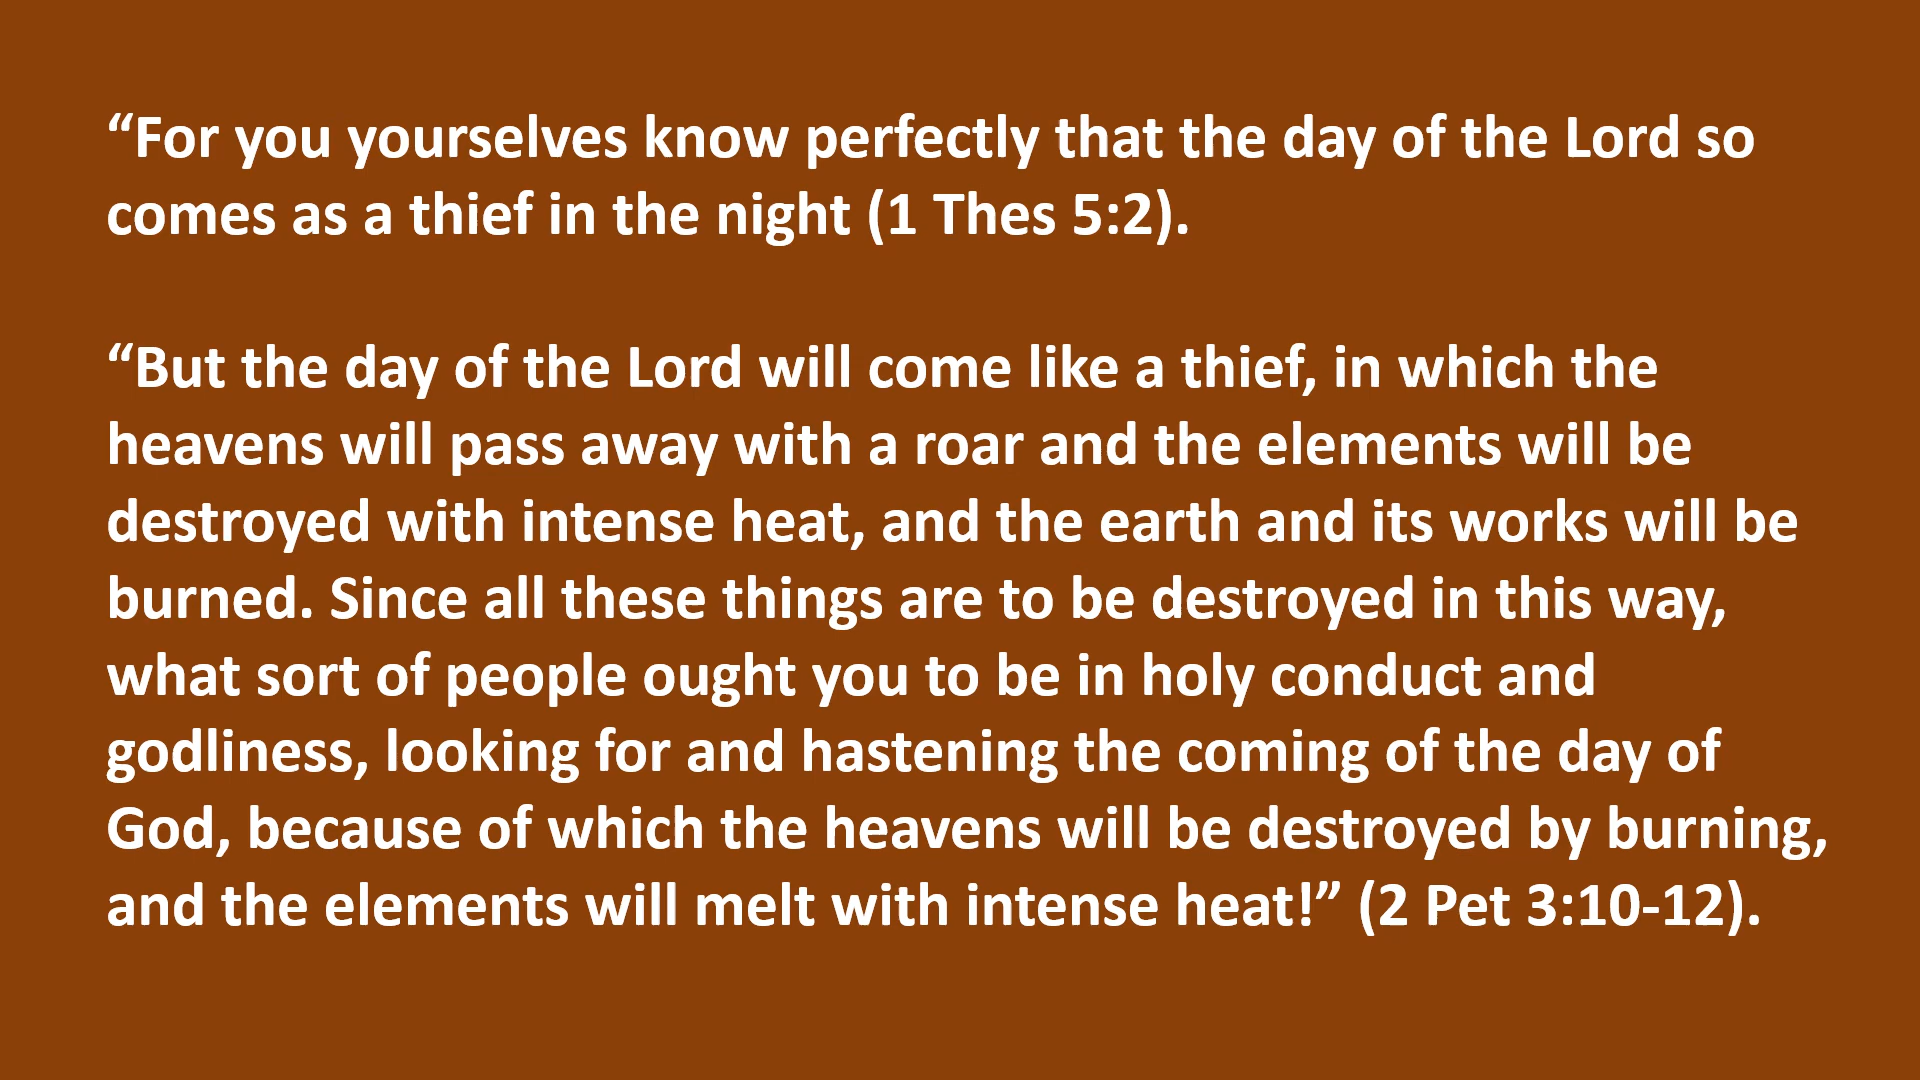 “For you yourselves know perfectly that the day of the Lord so
comes as a thief in the night (1 Thes 5:2).
“But the day of the Lord will come like a thief, in which the
heavens will pass away with a roar and the elements will be
destroyed with intense heat, and the earth and its works will be
burned. Since all these things are to be destroyed in this way,
what sort of people ought you to be in holy conduct and
godliness, looking for and hastening the coming of the day of
God, because of which the heavens will be destroyed by burning,
and the elements will melt with intense heat!” (2 Pet 3:10-12).